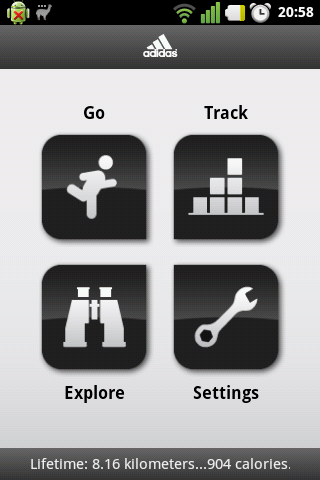 20:58
adidas
Go
Track
Explore
Settings
Lifetime: 8.16 kilometers...904 calories.